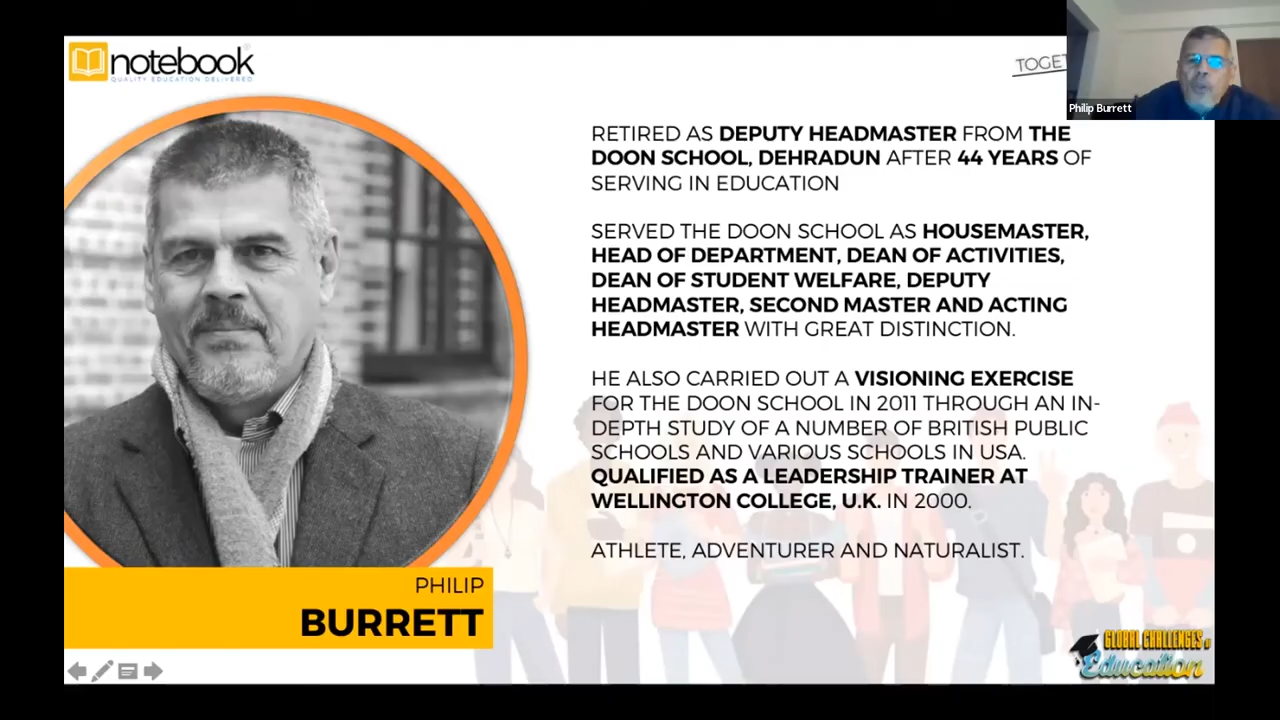 notebook
QUALITY EDUCATION DELIVERED
Philip Burrett
RETIRED AS DEPUTY HEADMASTER FROM THE
DOON SCHOOL, DEHRADUN AFTER 44 YEARS OF
SERVING IN EDUCATION
SERVED THE DOON SCHOOL AS HOUSEMASTER,
HEAD OF DEPARTMENT, DEAN OF ACTIVITIES,
DEAN OF STUDENT WELFARE, DEPUTY
HEADMASTER, SECOND MASTER AND ACTING
HEADMASTER WITH GREAT DISTINCTION.
HE ALSO CARRIED OUT A VISIONING EXERCISE
FOR THE DOON SCHOOL IN 2011 THROUGH AN IN-
DEPTH STUDY OF A NUMBER OF BRITISH PUBLIC
SCHOOLS AND VARIOUS SCHOOLS IN USA.
QUALIFIED AS A LEADERSHIP TRAINER AT
WELLINGTON COLLEGE, U.K. IN 2000.
ATHLETE, ADVENTURER AND NATURALIST.
PHILIP
BURRETT
GLOBAL CHALLENGES of
Education